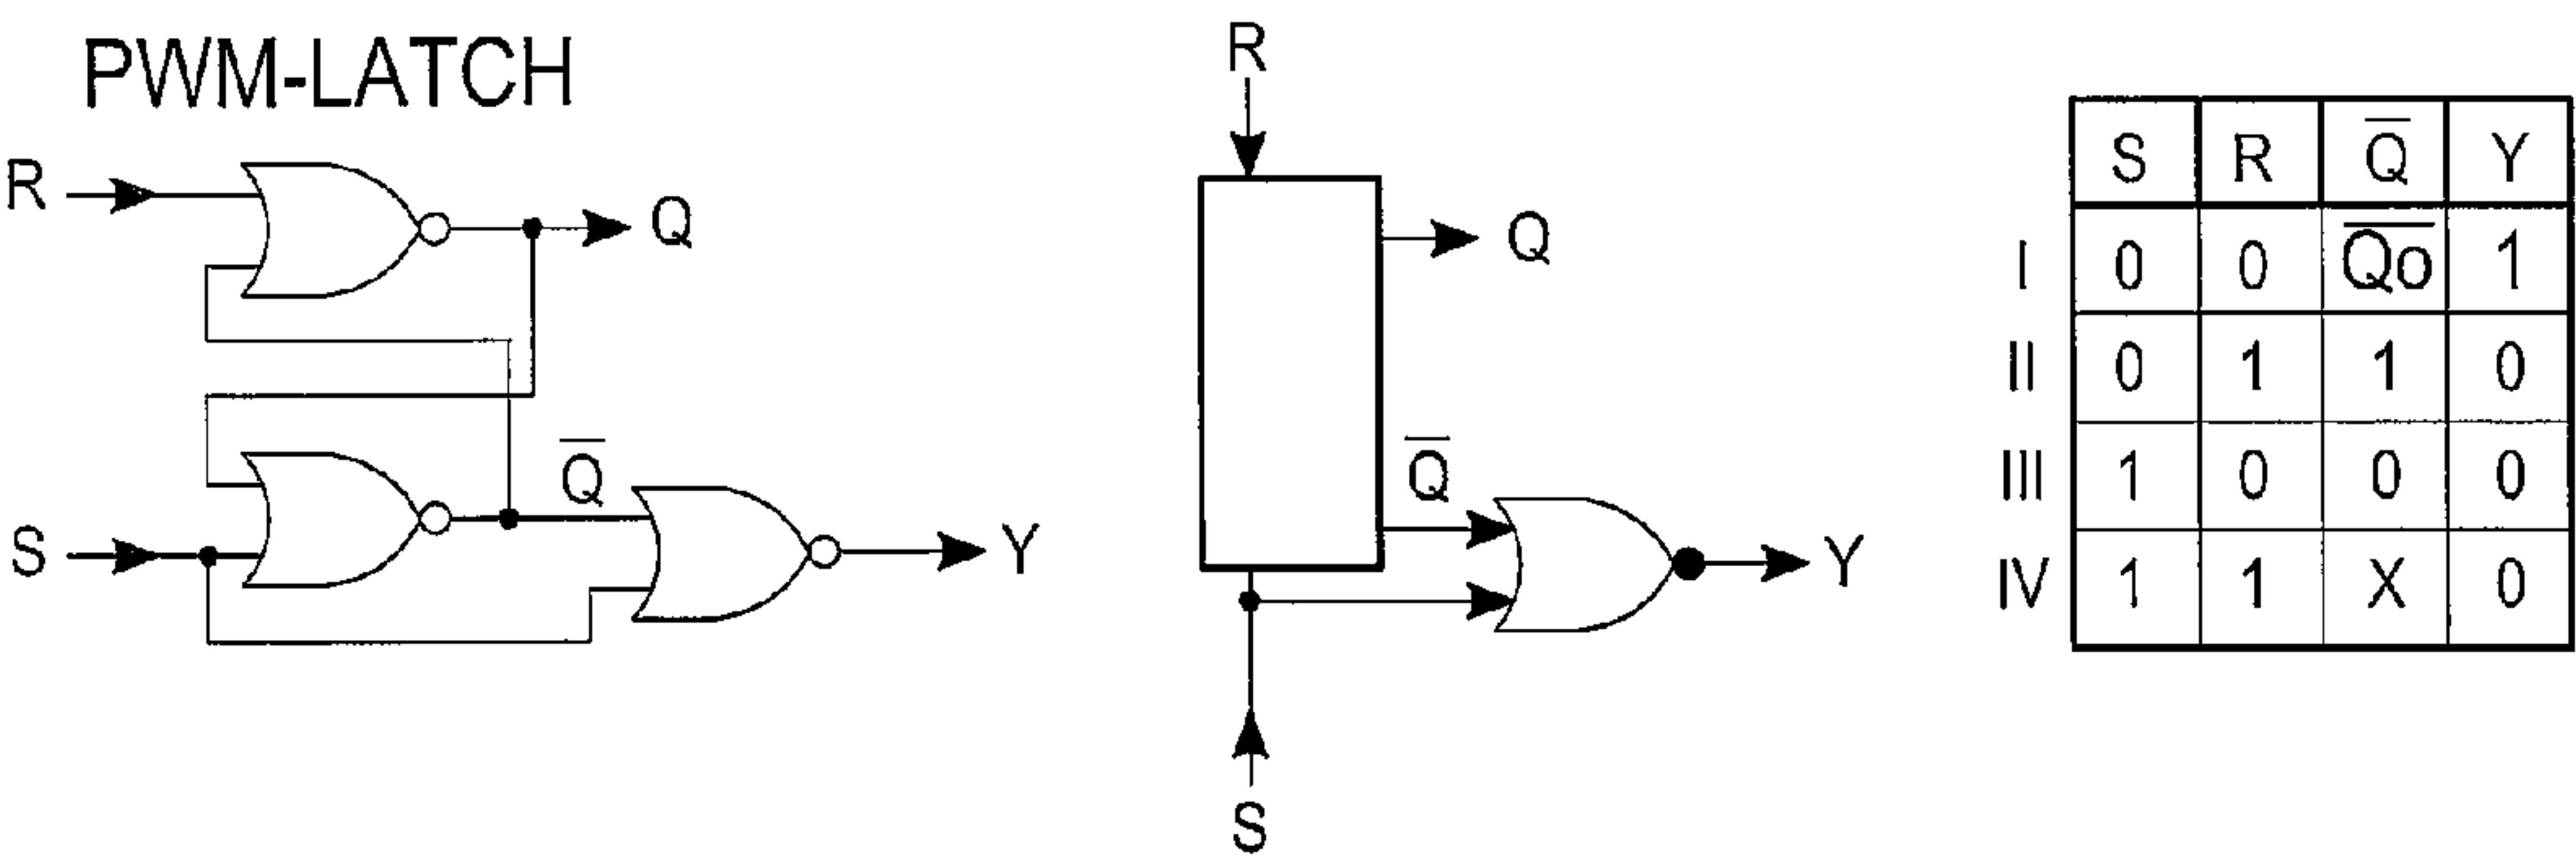 PWM-LATCH
R
Q
Q̅
S
Y
R
Q
Q̅
Y
S
S R Q̅ Y
I 0 0 Q̅o̅ 1
II 0 1 1 0
III 1 0 0 0
IV 1 1 X 0